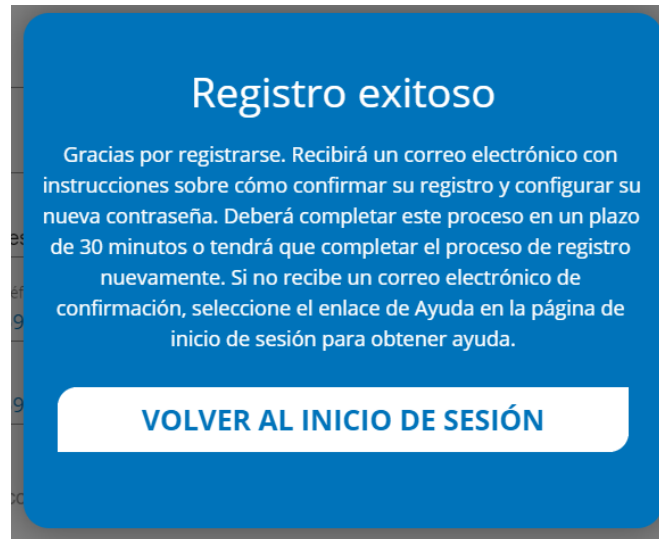 Registro exitoso
Gracias por registrarse. Recibirá un correo electrónico con
instrucciones sobre cómo confirmar su registro y configurar su
nueva contraseña. Deberá completar este proceso en un plazo
de 30 minutos o tendrá que completar el proceso de registro
nuevamente. Si no recibe un correo electrónico de
confirmación, seleccione el enlace de Ayuda en la página de
inicio de sesión para obtener ayuda.
VOLVER AL INICIO DE SESIÓN